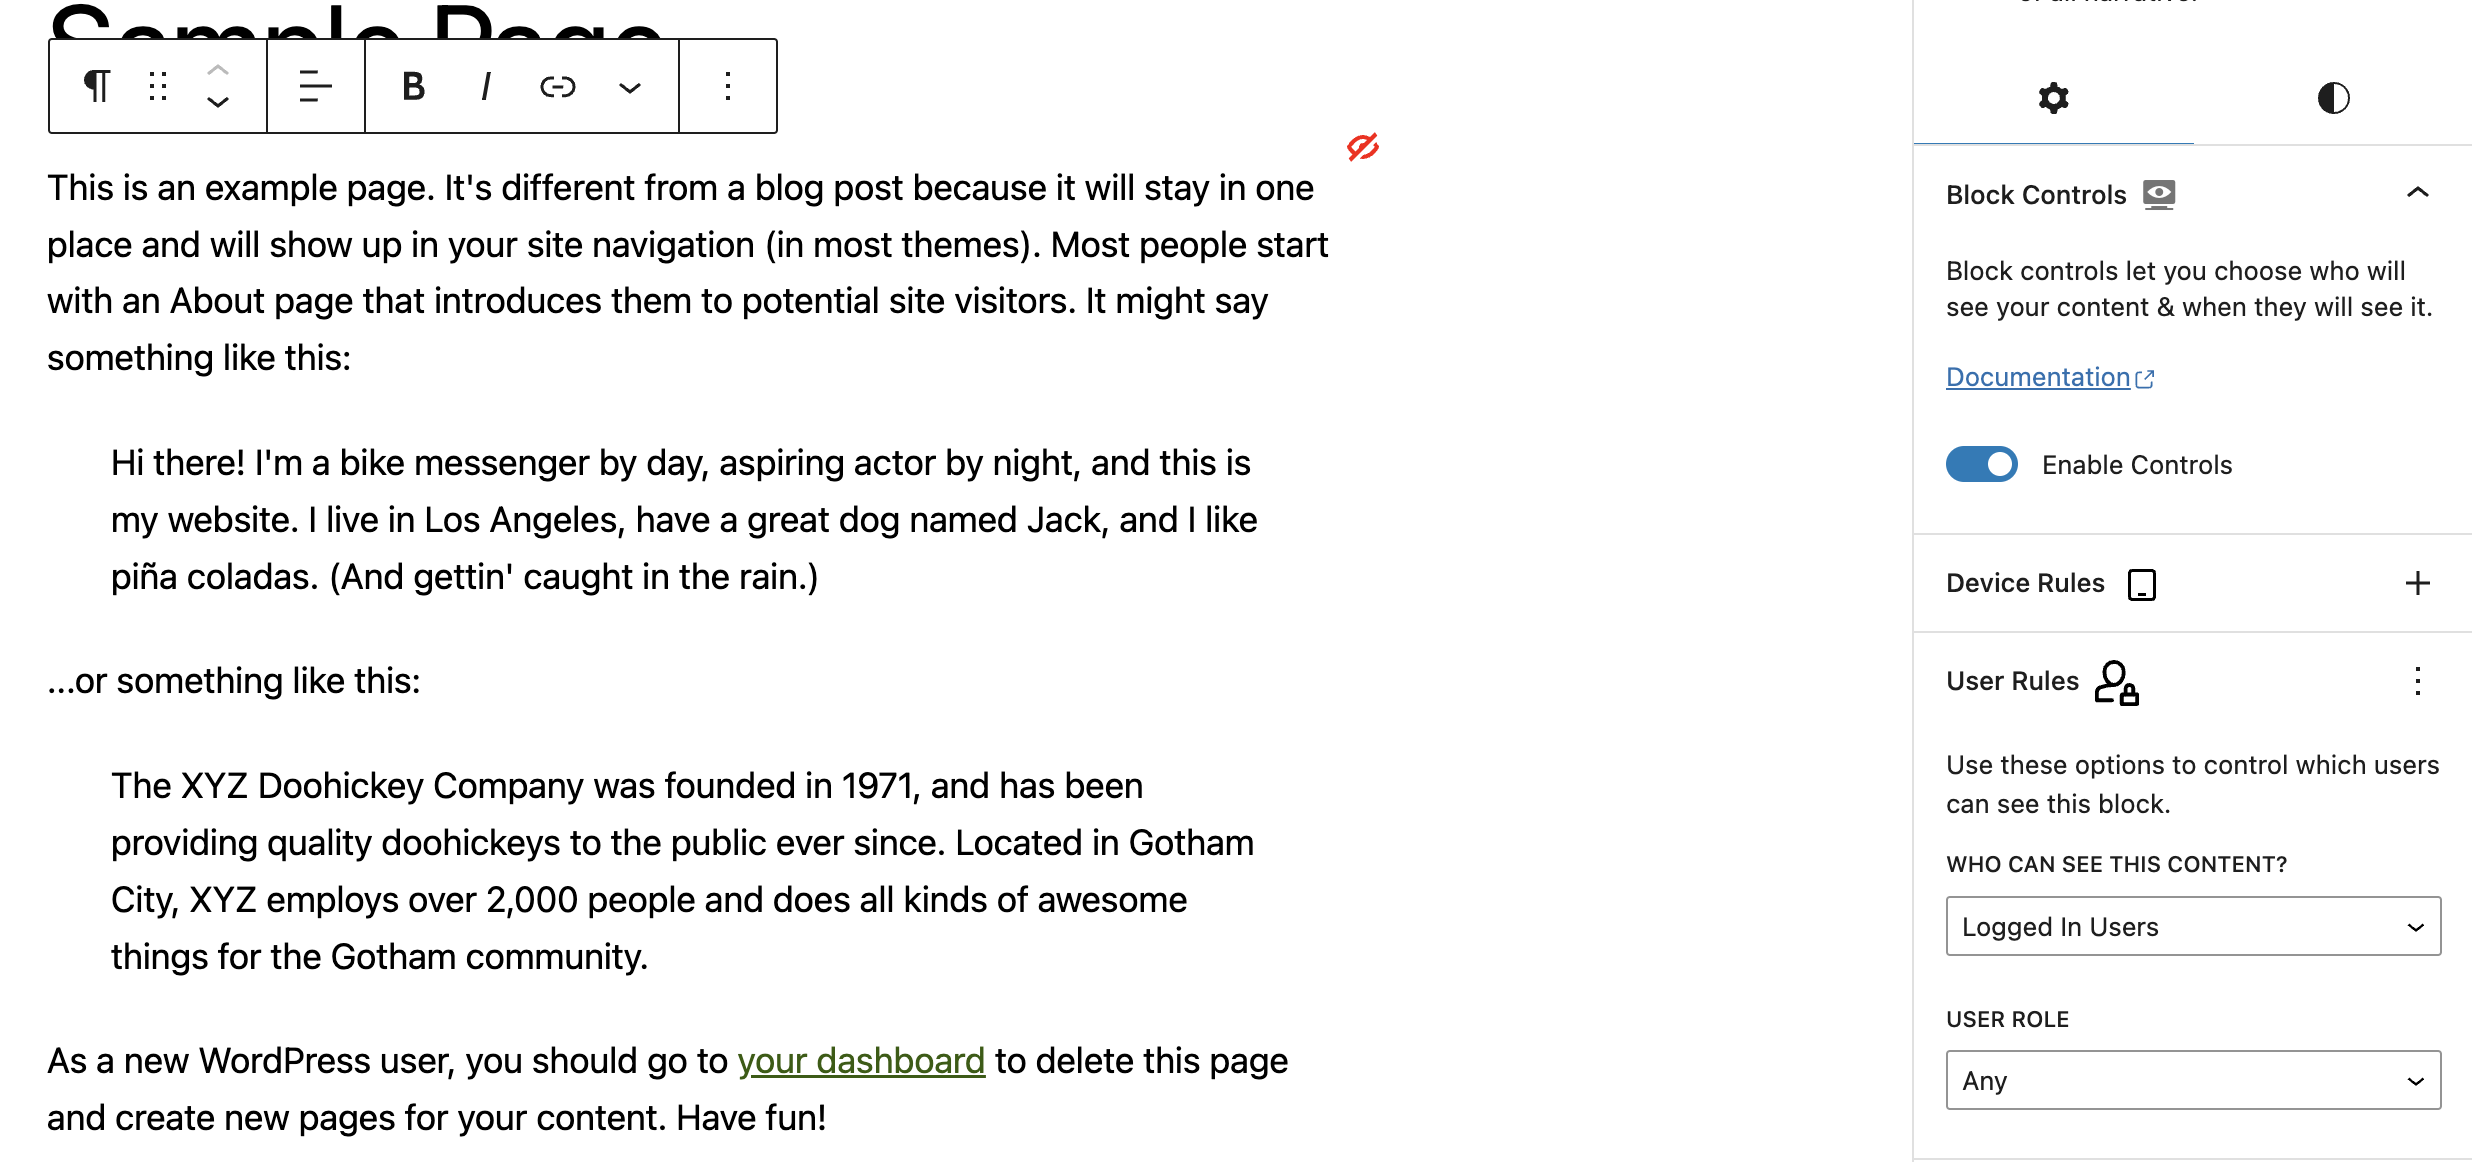 Sample Page
B I
This is an example page. It's different from a blog post because it will stay in one
place and will show up in your site navigation (in most themes). Most people start
with an About page that introduces them to potential site visitors. It might say
something like this:
Hi there! I'm a bike messenger by day, aspiring actor by night, and this is
my website. I live in Los Angeles, have a great dog named Jack, and I like
piña coladas. (And gettin' caught in the rain.)
...or something like this:
The XYZ Doohickey Company was founded in 1971, and has been
providing quality doohickeys to the public ever since. Located in Gotham
City, XYZ employs over 2,000 people and does all kinds of awesome
things for the Gotham community.
As a new WordPress user, you should go to your dashboard to delete this page
and create new pages for your content. Have fun!
Block Controls
Block controls let you choose who will
see your content & when they will see it.
Documentation
Enable Controls
Device Rules
User Rules
Use these options to control which users
can see this block.
WHO CAN SEE THIS CONTENT?
Logged In Users
USER ROLE
Any